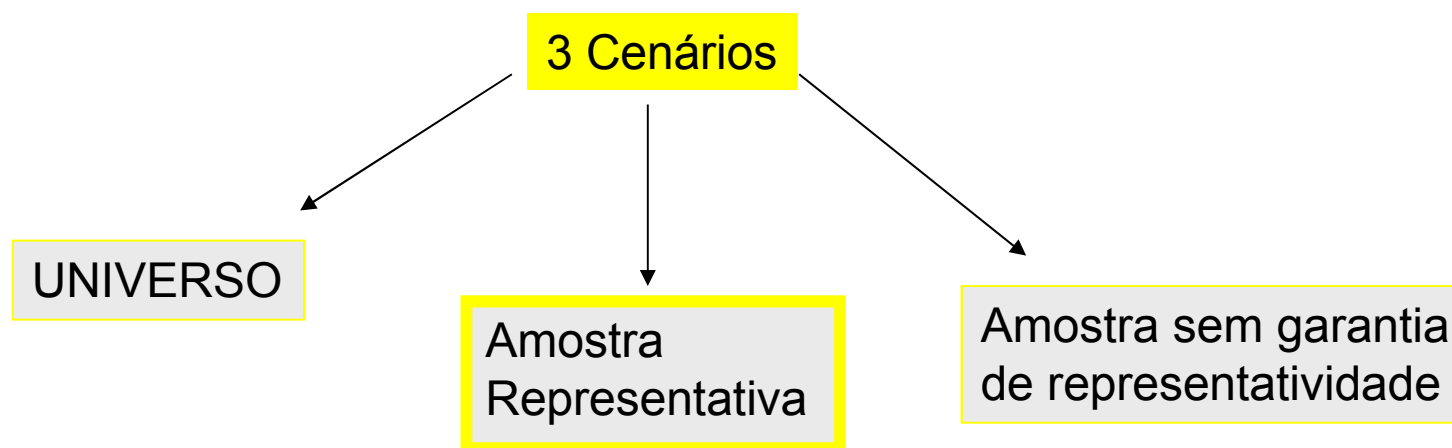 3 Cenários
UNIVERSO
Amostra
Representativa
Amostra sem garantia
de representatividade